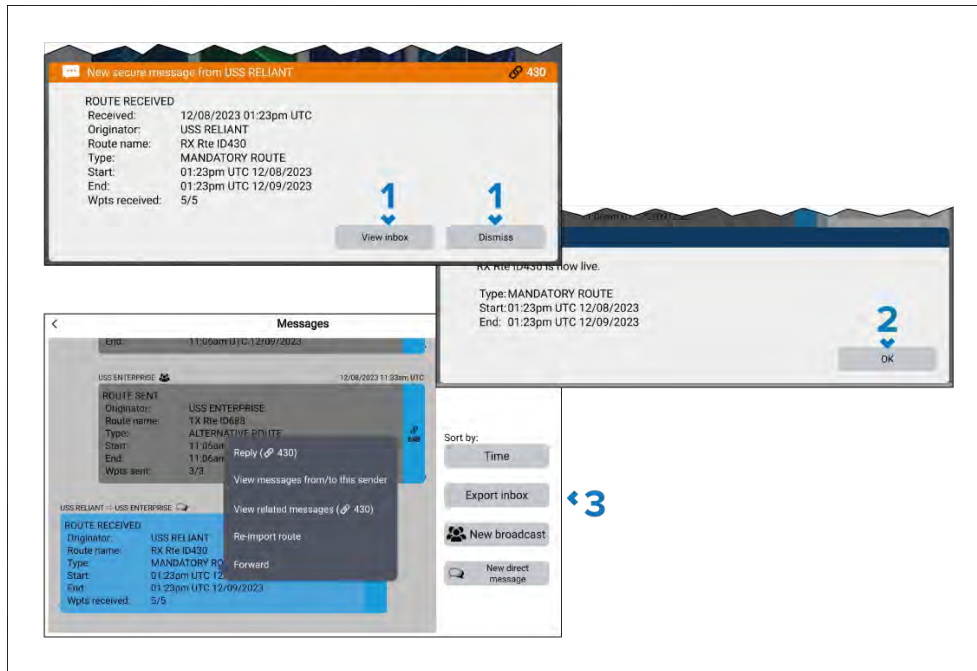 New secure message from USS RELIANT 430
ROUTE RECEIVED
Received: 12/08/2023 01:23pm UTC
Originator: USS RELIANT
Route name: RX Rte ID430
Type: MANDATORY ROUTE
Start: 01:23pm UTC 12/08/2023
End: 01:23pm UTC 12/09/2023
Wpts received: 5/5
1 1
View inbox Dismiss
RX Rte ID430 is now live.
Type: MANDATORY ROUTE
Start: 01:23pm UTC 12/08/2023
End: 01:23pm UTC 12/09/2023
2
OK
< Messages
End: 11:06am UTC 12/09/2023
USS ENTERPRISE 12/08/2023 11:33am UTC
ROUTE SENT
Originator: USS ENTERPRISE
Route name: TX Rte ID688
Type: ALTERNATIVE ROUTE
Start: 11:06am
End: 11:06am
Wpts sent: 3/3
688
Reply ( 430)
View messages from/to this sender
View related messages ( 430)
Re-import route
Forward
USS RELIANT USS ENTERPRISE
ROUTE RECEIVED
Originator: USS RELIANT
Route name: RX Rte ID430
Type: MANDATORY RO
Start: 01:23pm UTC 12
End: 01:23pm UTC 12/09/2023
Wpts received: 5/5
Sort by:
Time
Export inbox
3
New broadcast
New direct
message